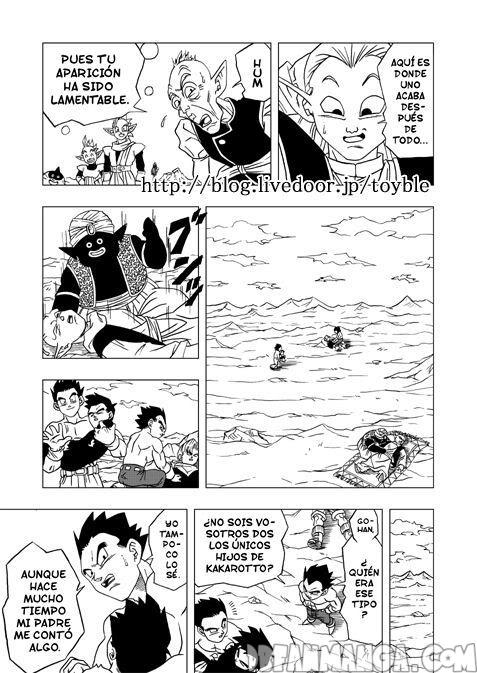 AQUÍ ES
DONDE
UNO
ACABA
DES-
PUÉS
DE
TODO...
HUM
PUES TU
APARICIÓN
HA SIDO
LAMENTABLE.
http://blog.livedoor.jp/toyble
GO-
HAN,
¿
QUIÉN
ERA
ESE
TIPO
?
¿NO SOIS VO-
SOTROS DOS
LOS ÚNICOS
HIJOS DE
KAKAROTTO?
YO
TAM-
PO-
CO LO
SÉ.
AUNQUE
HACE
MUCHO
TIEMPO
MI PADRE
ME CONTÓ
ALGO.